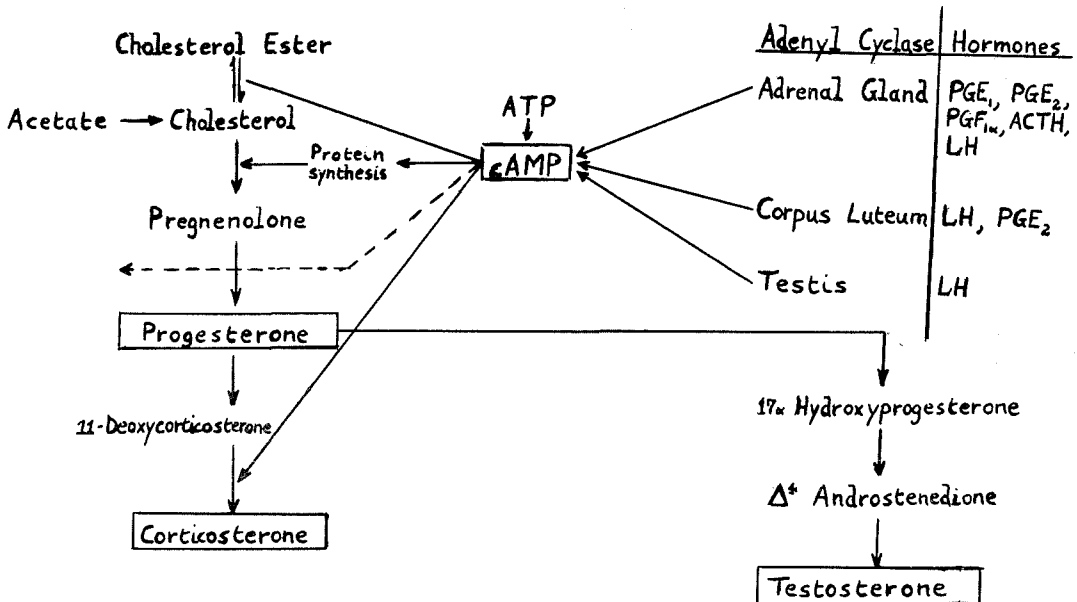 Cholesterol Ester
Acetate
Cholesterol
Protein
synthesis
Pregnenolone
Progesterone
11-Deoxycorticosterone
Corticosterone
ATP
cAMP
Adenyl Cyclase
Hormones
Adrenal Gland
PGE₁, PGE₂,
PGF₁α, ACTH,
LH
Corpus Luteum
LH, PGE₂
Testis
LH
17α Hydroxyprogesterone
Δ⁴ Androstenedione
Testosterone